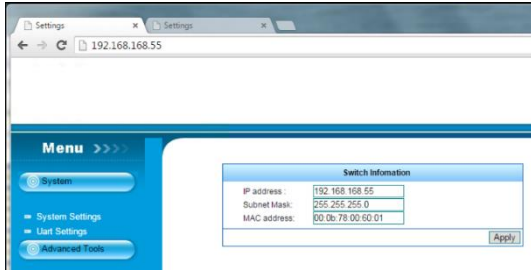 Settings
Settings
192.168.168.55
Menu >>>>
System
System Settings
Uart Settings
Advanced Tools
Switch Infomation
IP address : 192.168.168.55
Subnet Mask: 255.255.255.0
MAC address: 00:0b:78:00:60:01
Apply